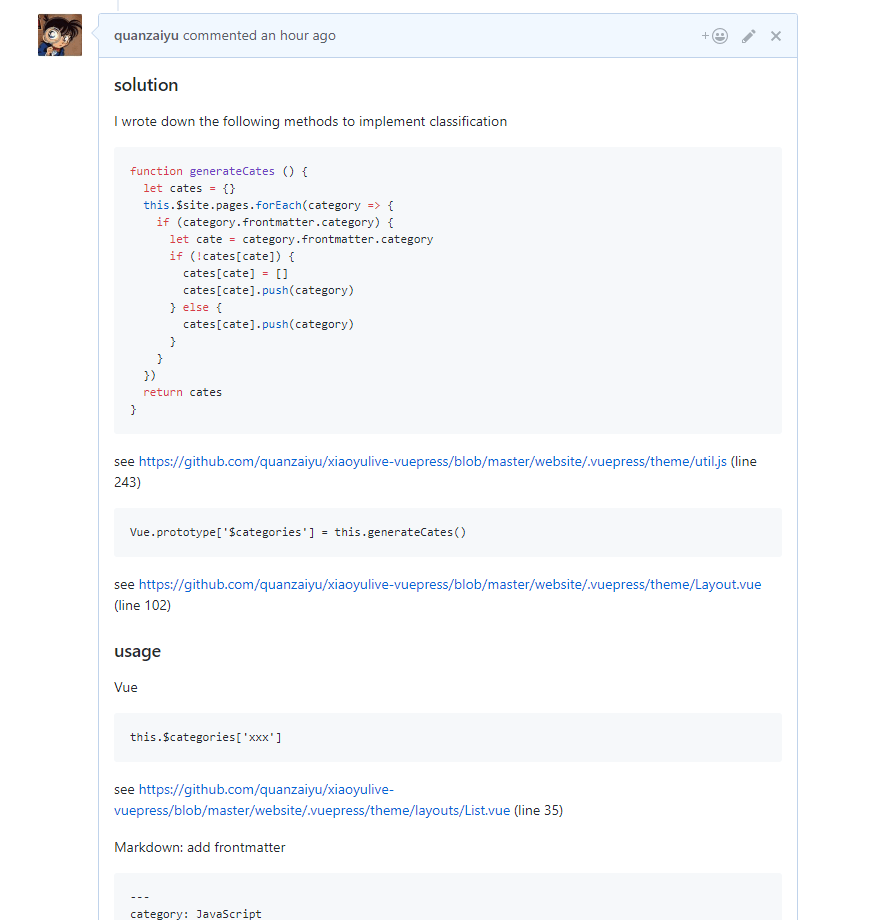 quanzaiyu commented an hour ago
solution
I wrote down the following methods to implement classification
function generateCates () {
  let cates = {}
  this.$site.pages.forEach(category => {
    if (category.frontmatter.category) {
      let cate = category.frontmatter.category
      if (!cates[cate]) {
        cates[cate] = []
        cates[cate].push(category)
      } else {
        cates[cate].push(category)
      }
    }
  })
  return cates
}
see https://github.com/quanzaiyu/xiaoyulive-vuepress/blob/master/website/.vuepress/theme/util.js (line
243)
Vue.prototype['$categories'] = this.generateCates()
see https://github.com/quanzaiyu/xiaoyulive-vuepress/blob/master/website/.vuepress/theme/Layout.vue
(line 102)
usage
Vue
this.$categories['xxx']
see https://github.com/quanzaiyu/xiaoyulive-
vuepress/blob/master/website/.vuepress/theme/layouts/List.vue (line 35)
Markdown: add frontmatter
---
category: JavaScript